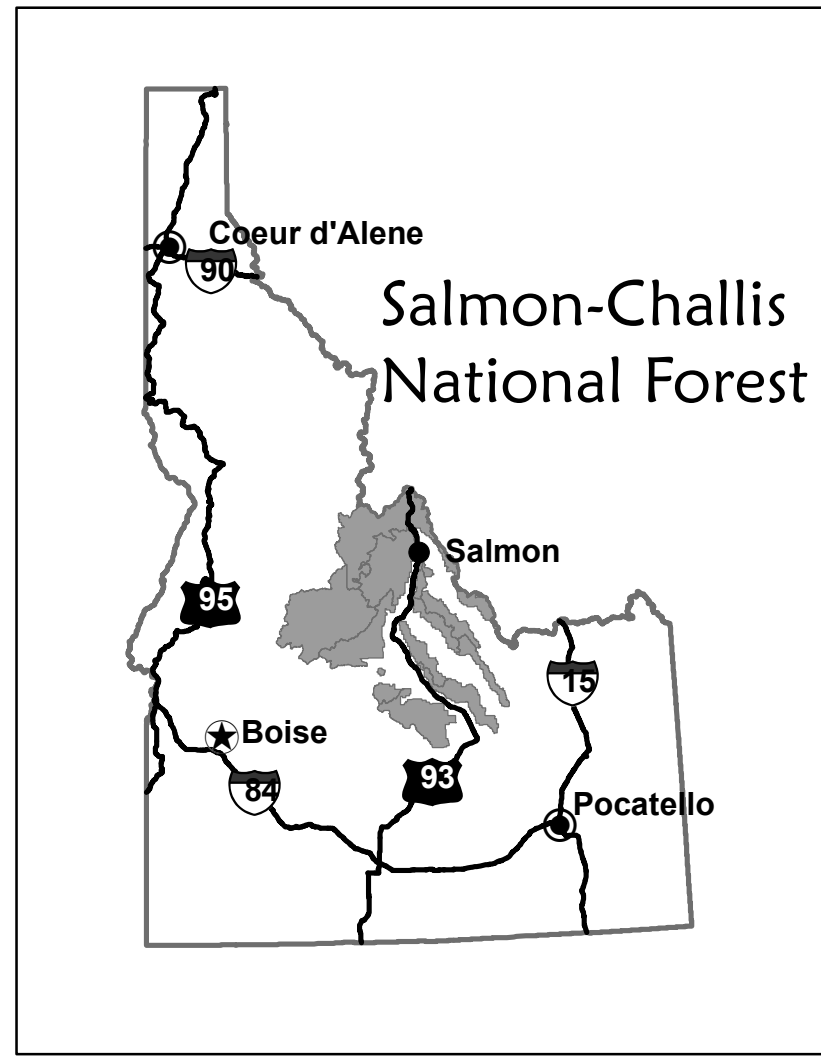 Coeur d'Alene
90
Salmon-Challis
National Forest
Salmon
95
15
Boise
93
84
Pocatello